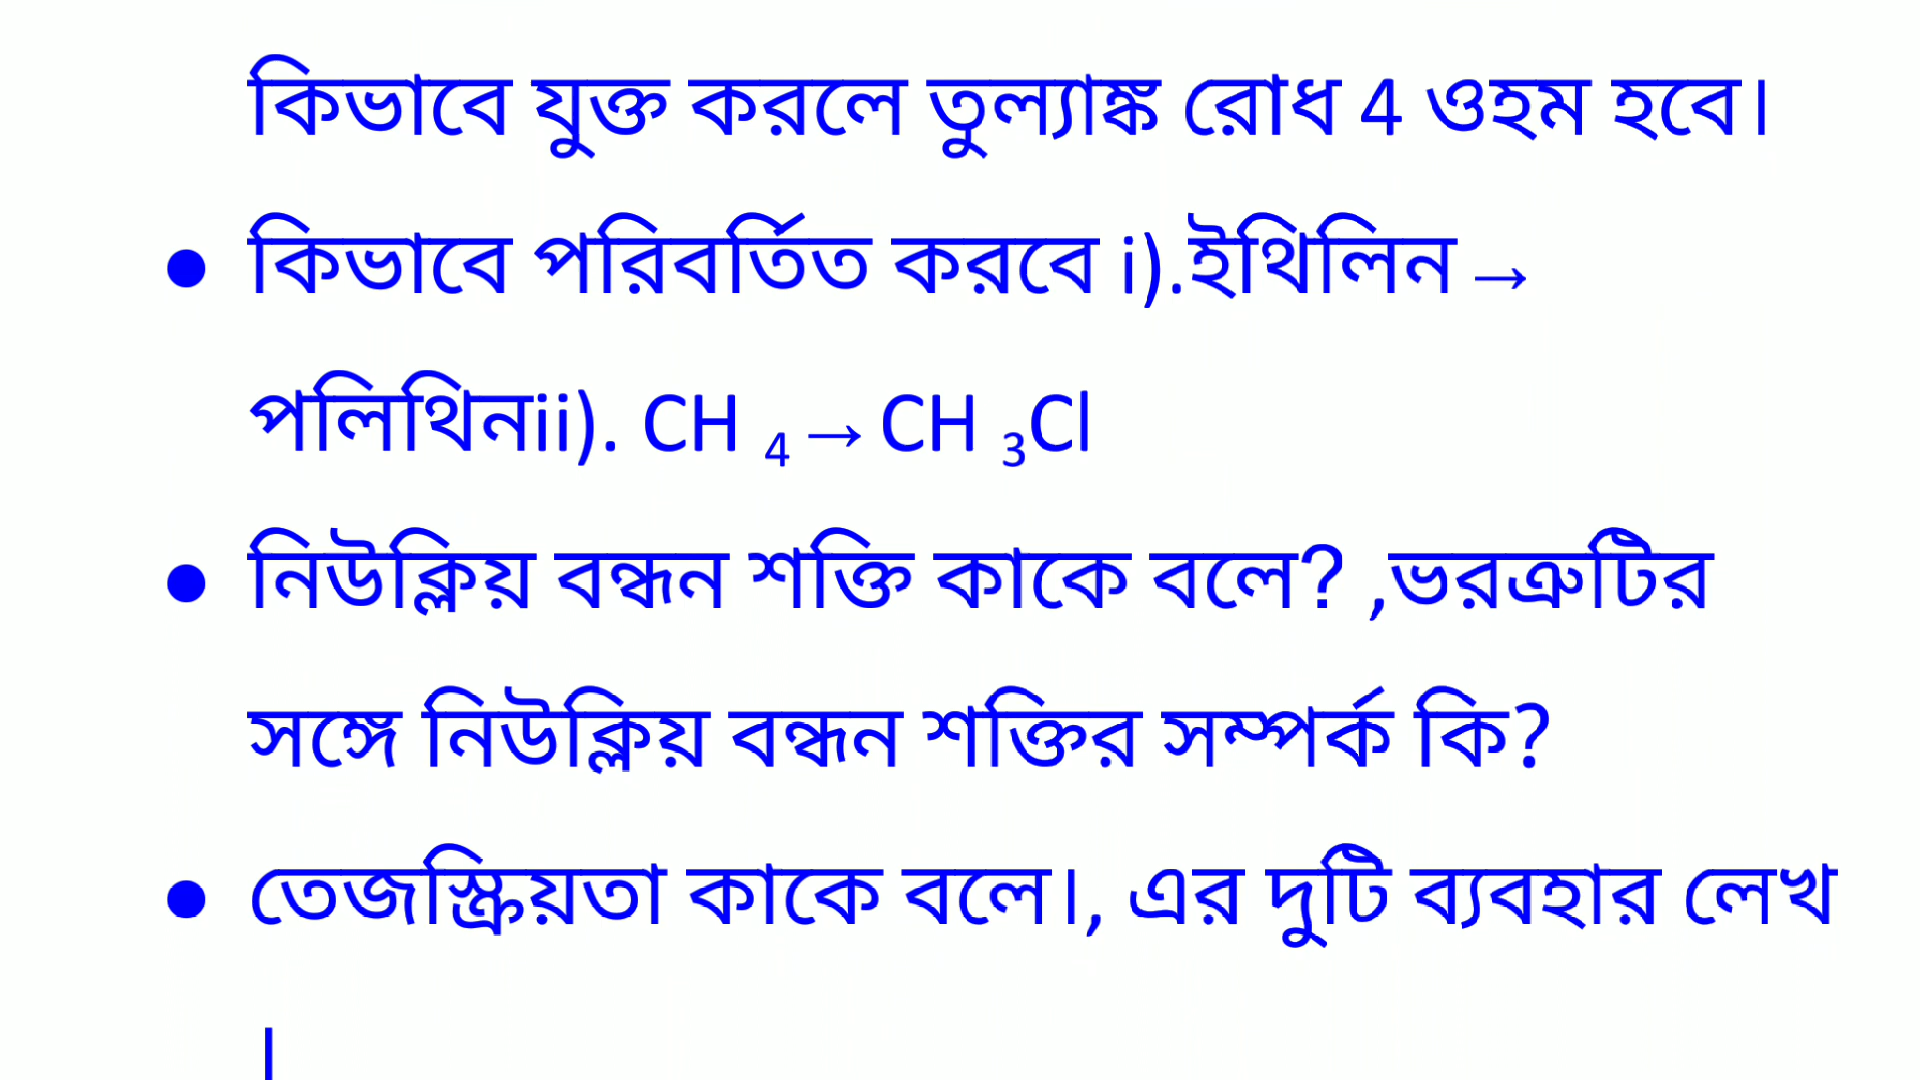 কিভাবে যুক্ত করলে তুল্যাঙ্ক রোধ 4 ওহম হবে।
● কিভাবে পরিবর্তিত করবে i).ইথিলিন →
পলিথিনii). CH ₄ → CH ₃Cl
● নিউক্লিয় বন্ধন শক্তি কাকে বলে? ,ভরত্রুটির
সঙ্গে নিউক্লিয় বন্ধন শক্তির সম্পর্ক কি?
● তেজস্ক্রিয়তা কাকে বলে।, এর দুটি ব্যবহার লেখ
।